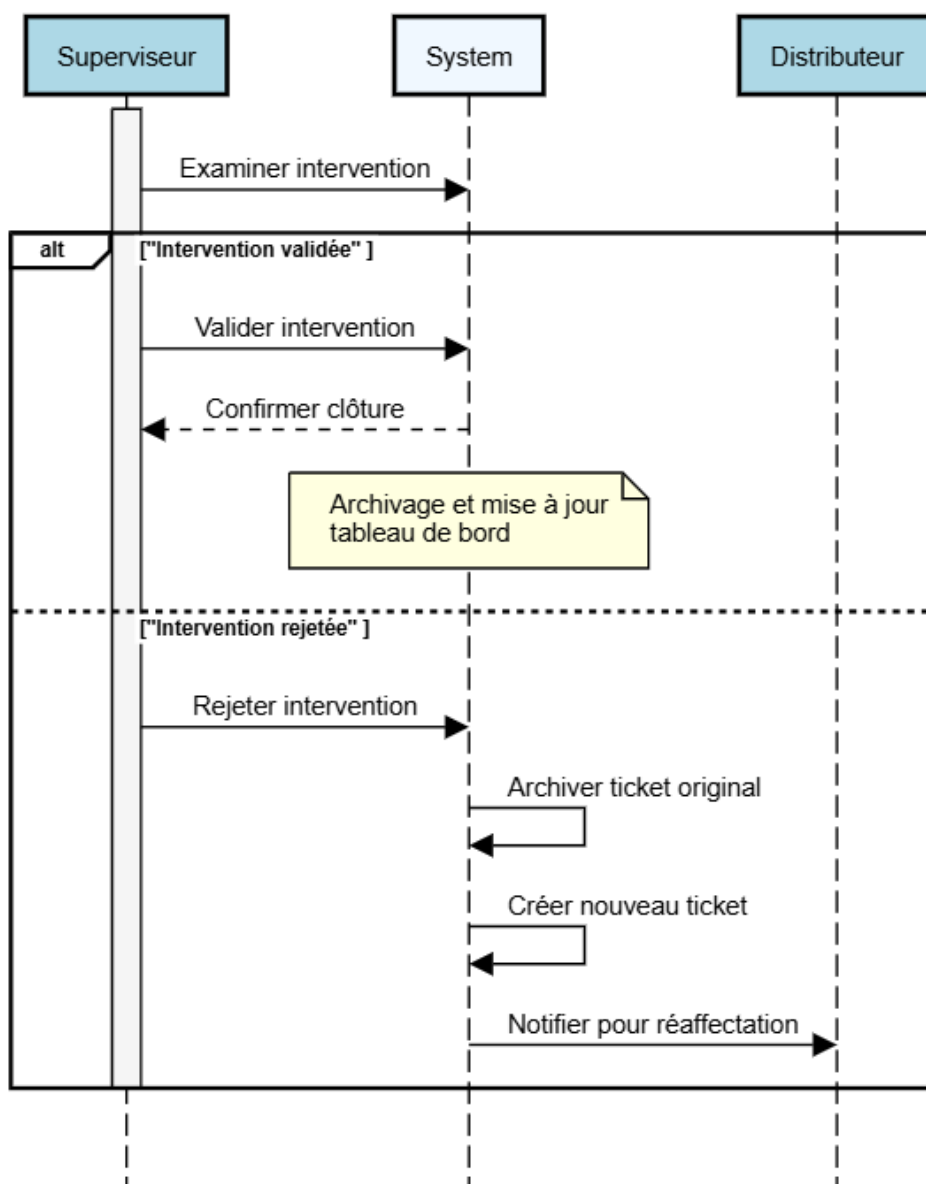 Superviseur
System
Distributeur
Examiner intervention
alt
["Intervention validée" ]
Valider intervention
Confirmer clôture
Archivage et mise à jour
tableau de bord
["Intervention rejetée" ]
Rejeter intervention
Archiver ticket original
Créer nouveau ticket
Notifier pour réaffectation